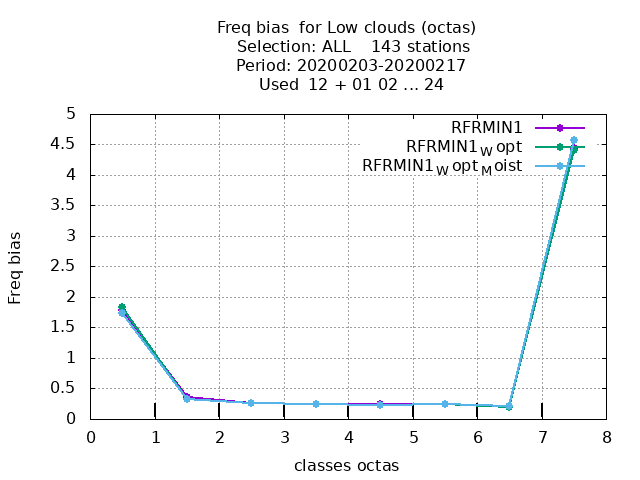 Freq bias  for Low clouds (octas)
Selection: ALL    143 stations
Period: 20200203-20200217
Used  12 + 01 02 ... 24
RFRMIN1
RFRMIN1Wopt
RFRMIN1WoptMoist
5
4.5
4
3.5
3
2.5
2
1.5
1
0.5
0
Freq bias
0 1 2 3 4 5 6 7 8
classes octas